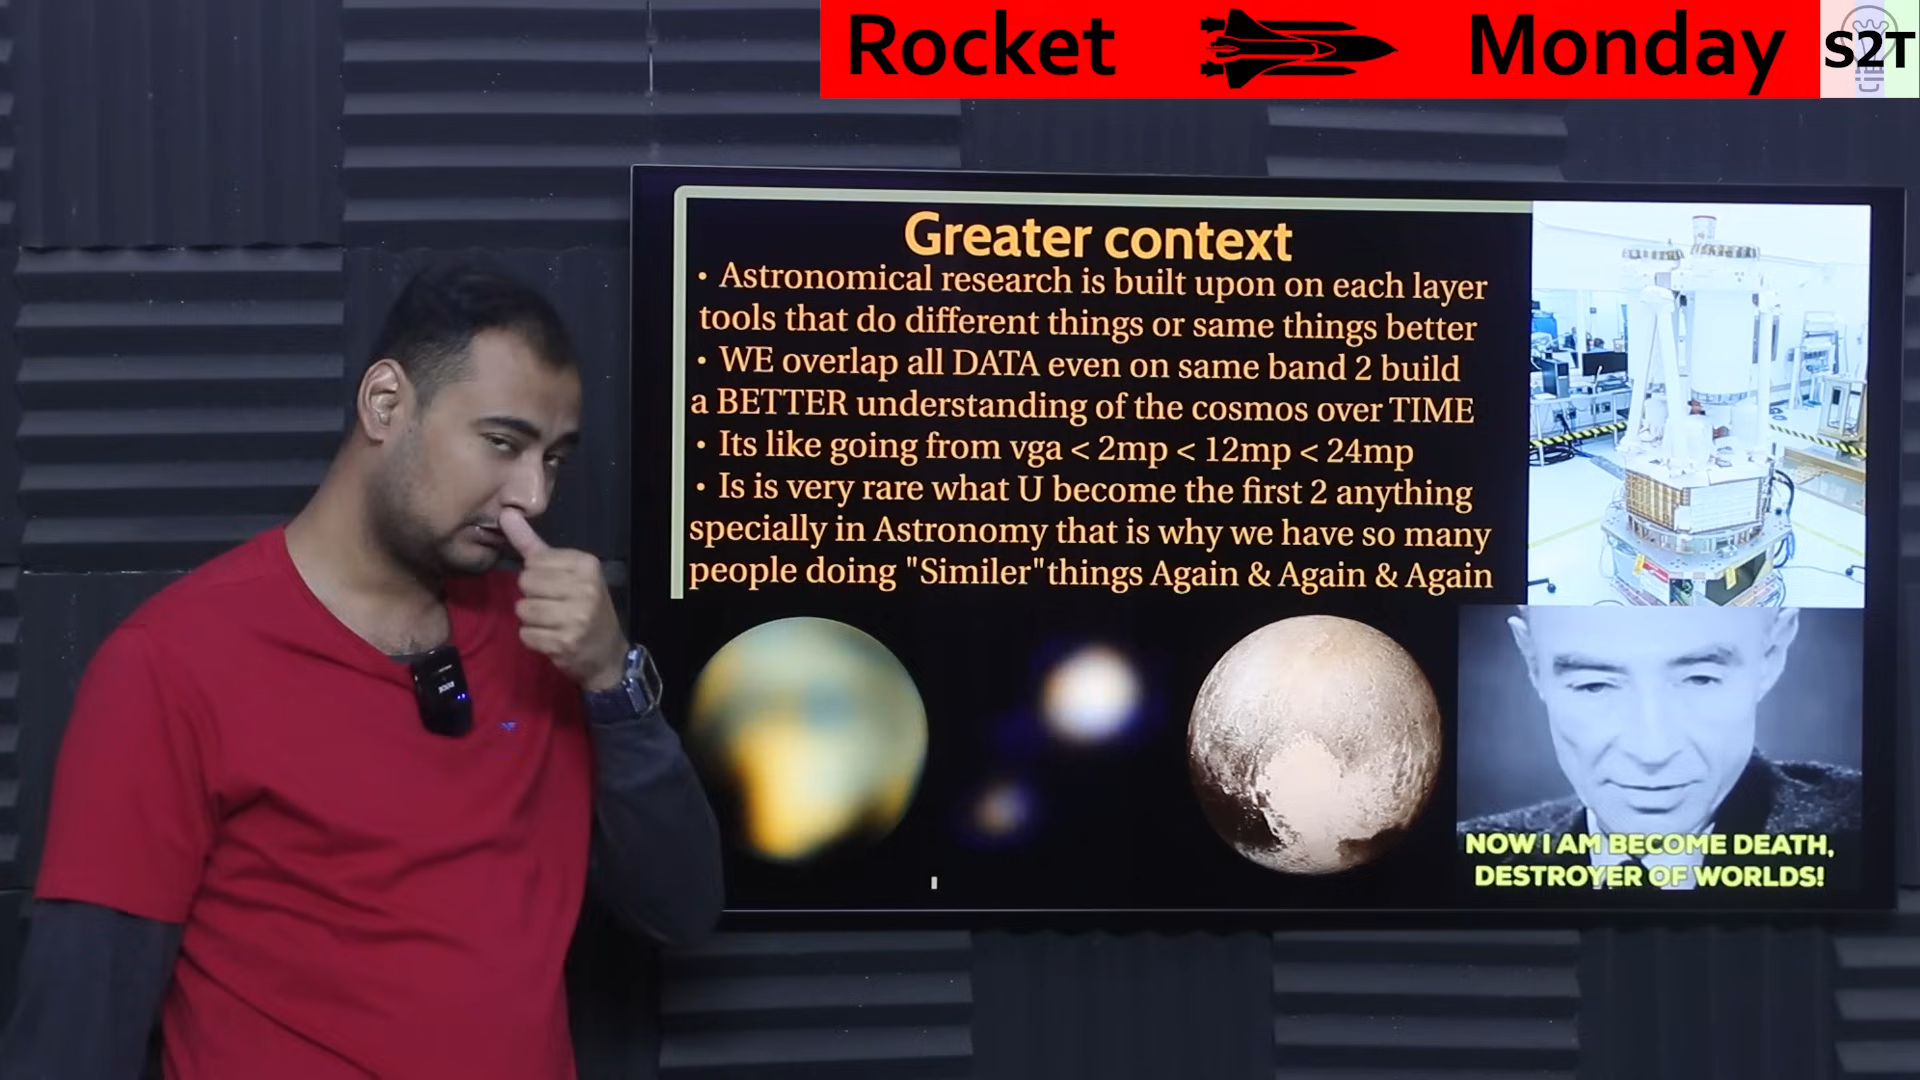 Rocket Monday S2T
Greater context
• Astronomical research is built upon on each layer
tools that do different things or same things better
• WE overlap all DATA even on same band 2 build
a BETTER understanding of the cosmos over TIME
• Its like going from vga < 2mp < 12mp < 24mp
• Is is very rare what U become the first 2 anything
specially in Astronomy that is why we have so many
people doing "Similer"things Again & Again & Again
NOW I AM BECOME DEATH,
DESTROYER OF WORLDS!